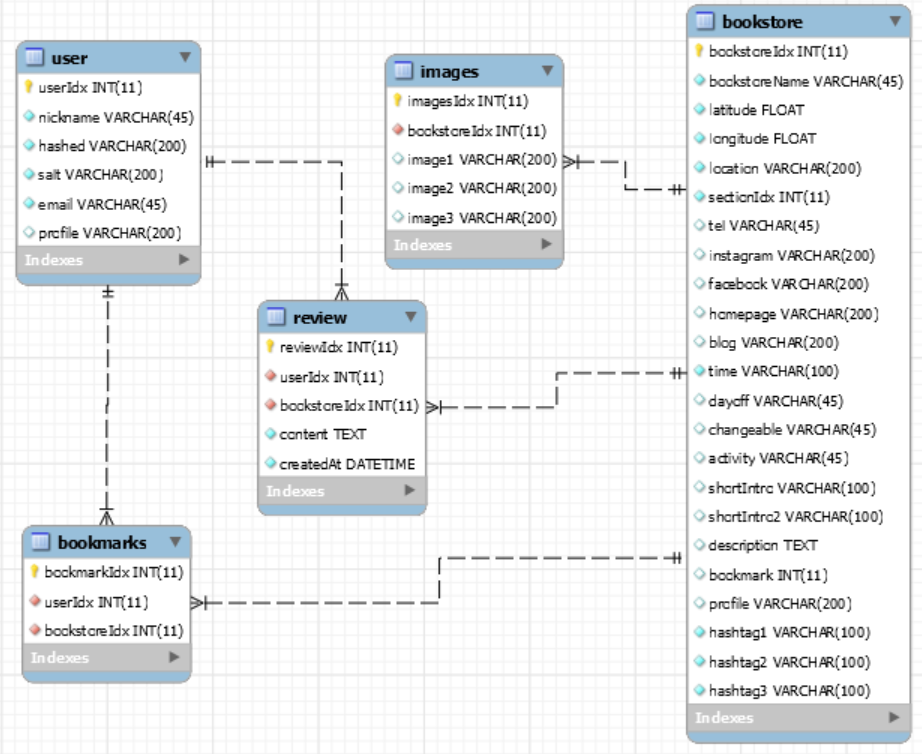 user
userIdx INT(11)
nickname VARCHAR(45)
hashed VARCHAR(200)
salt VARCHAR(200)
email VARCHAR(45)
profile VARCHAR(200)
Indexes
images
imagesIdx INT(11)
bookstoreIdx INT(11)
image1 VARCHAR(200)
image2 VARCHAR(200)
image3 VARCHAR(200)
Indexes
review
reviewIdx INT(11)
userIdx INT(11)
bookstoreIdx INT(11)
content TEXT
createdAt DATETIME
Indexes
bookmarks
bookmarkIdx INT(11)
userIdx INT(11)
bookstoreIdx INT(11)
Indexes
bookstore
bookstoreIdx INT(11)
bookstoreName VARCHAR(45)
latitude FLOAT
longitude FLOAT
location VARCHAR(200)
sectionIdx INT(11)
tel VARCHAR(45)
instagram VARCHAR(200)
facebook VARCHAR(200)
homepage VARCHAR(200)
blog VARCHAR(200)
time VARCHAR(100)
dayoff VARCHAR(45)
changeable VARCHAR(45)
activity VARCHAR(45)
shortIntro VARCHAR(100)
shortIntro2 VARCHAR(100)
description TEXT
bookmark INT(11)
profile VARCHAR(200)
hashtag1 VARCHAR(100)
hashtag2 VARCHAR(100)
hashtag3 VARCHAR(100)
Indexes